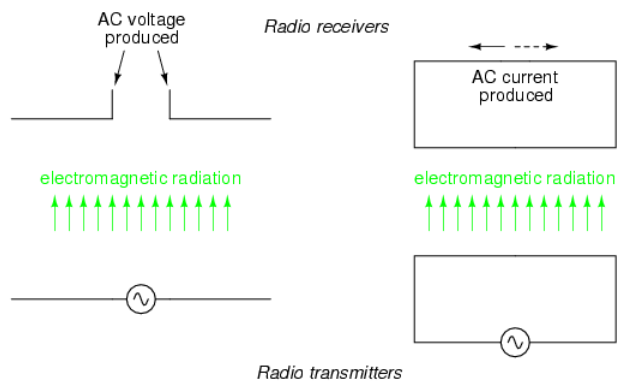 AC voltage
produced
Radio receivers
AC current
produced
electromagnetic radiation
electromagnetic radiation
Radio transmitters